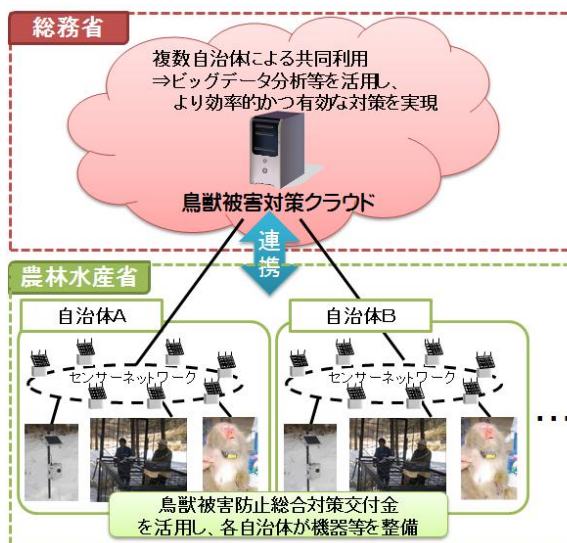 総務省
複数自治体による共同利用
⇒ビッグデータ分析等を活用し、
より効率的かつ有効な対策を実現
鳥獣被害対策クラウド
連携
農林水産省
自治体A
自治体B
センサーネットワーク
センサーネットワーク
...
鳥獣被害防止総合対策交付金
を活用し、各自治体が機器等を整備